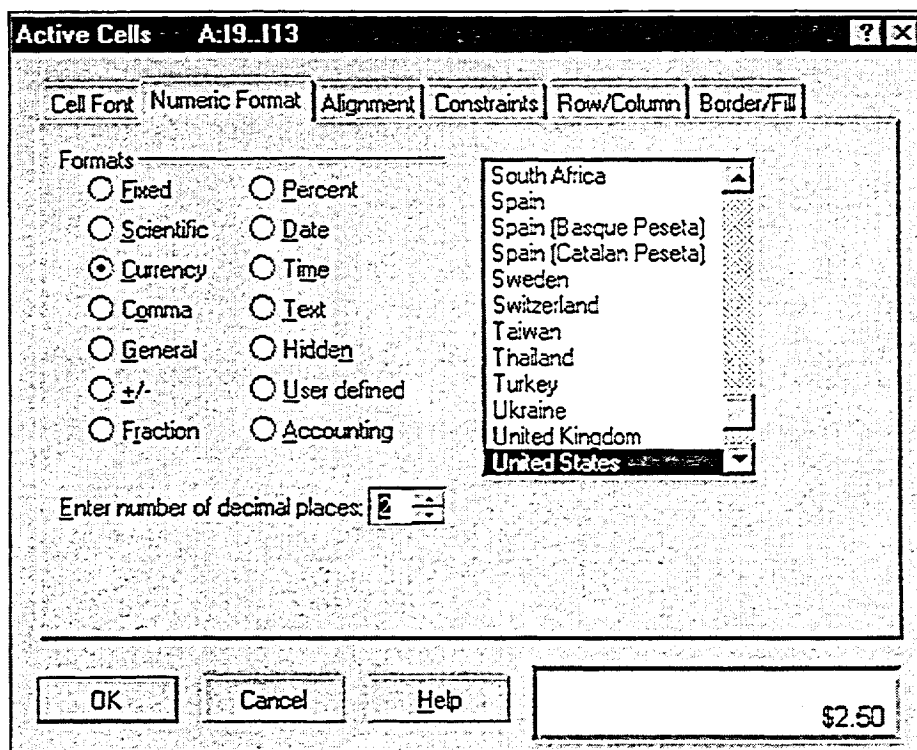 Active Cells A:I9..I13
Cell Font Numeric Format Alignment Constraints Row/Column Border/Fill
Formats
Fixed Percent
Scientific Date
Currency Time
Comma Text
General Hidden
+/- User defined
Fraction Accounting
South Africa
Spain
Spain (Basque Peseta)
Spain (Catalan Peseta)
Sweden
Switzerland
Taiwan
Thailand
Turkey
Ukraine
United Kingdom
United States
Enter number of decimal places: 2
OK Cancel Help
$2.50